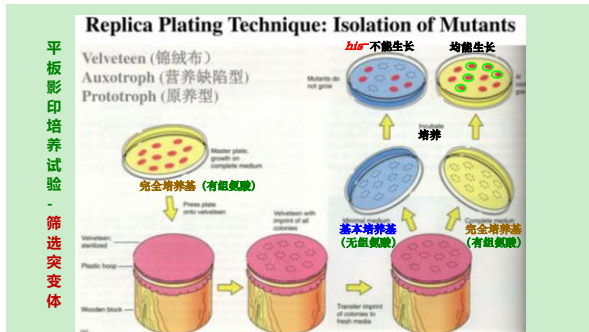 Replica Plating Technique: Isolation of Mutants
平板影印培养试验-筛选突变体
Velveteen (锦绒布)
Auxotroph (营养缺陷型)
Prototroph (原养型)
his⁻不能生长
均能生长
Mutants do
not grow
Incubate
培养
Master plate;
growth on
complete medium
完全培养基 (有组氨酸)
Press plate
onto velveteen
Velveteen with
imprint of all
colonies
Minimal medium
Complete medium
基本培养基
(无组氨酸)
完全培养基
(有组氨酸)
Velveteen;
sterilized
Plastic hoop
Wooden block
Transfer imprint
of colonies to
fresh media